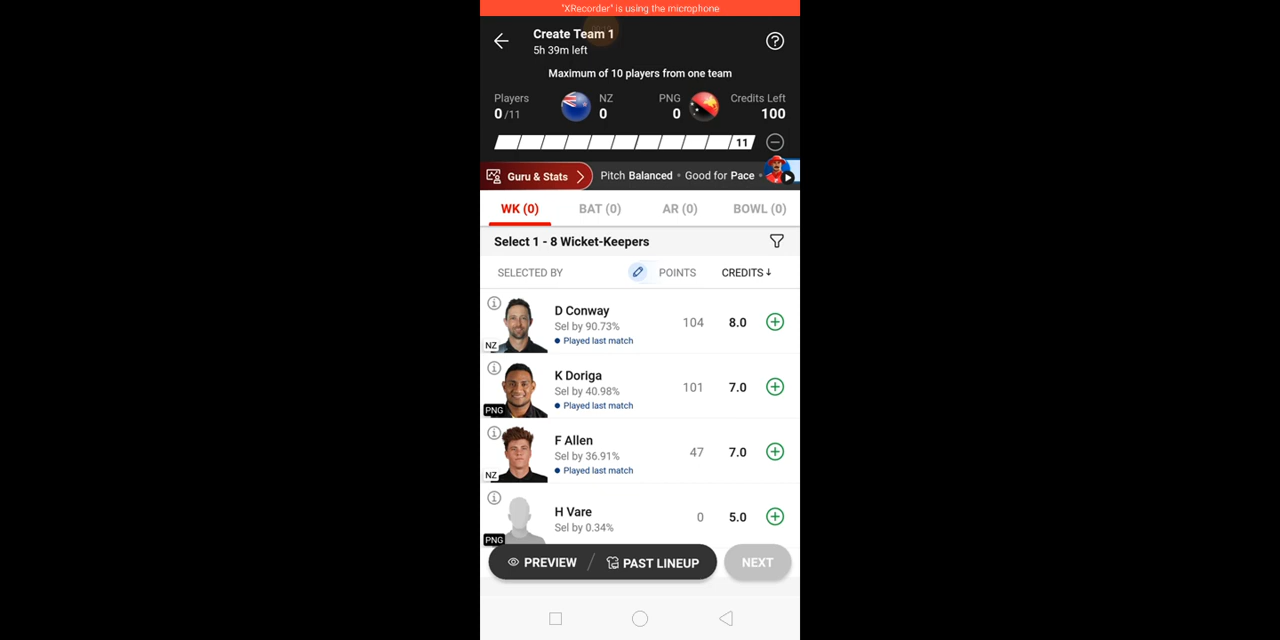 "XRecorder" is using the microphone
Create Team 1
5h 39m left
Maximum of 10 players from one team
Players NZ PNG Credits Left
0/11 0 0 100
11
Guru & Stats Pitch Balanced • Good for Pace •
WK (0) BAT (0) AR (0) BOWL (0)
Select 1 - 8 Wicket-Keepers
SELECTED BY POINTS CREDITS↓
D Conway
Sel by 90.73% 104 8.0
Played last match
NZ
K Doriga
Sel by 40.98% 101 7.0
Played last match
PNG
F Allen
Sel by 36.91% 47 7.0
Played last match
NZ
H Vare
Sel by 0.34% 0 5.0
PNG
PREVIEW / PAST LINEUP NEXT